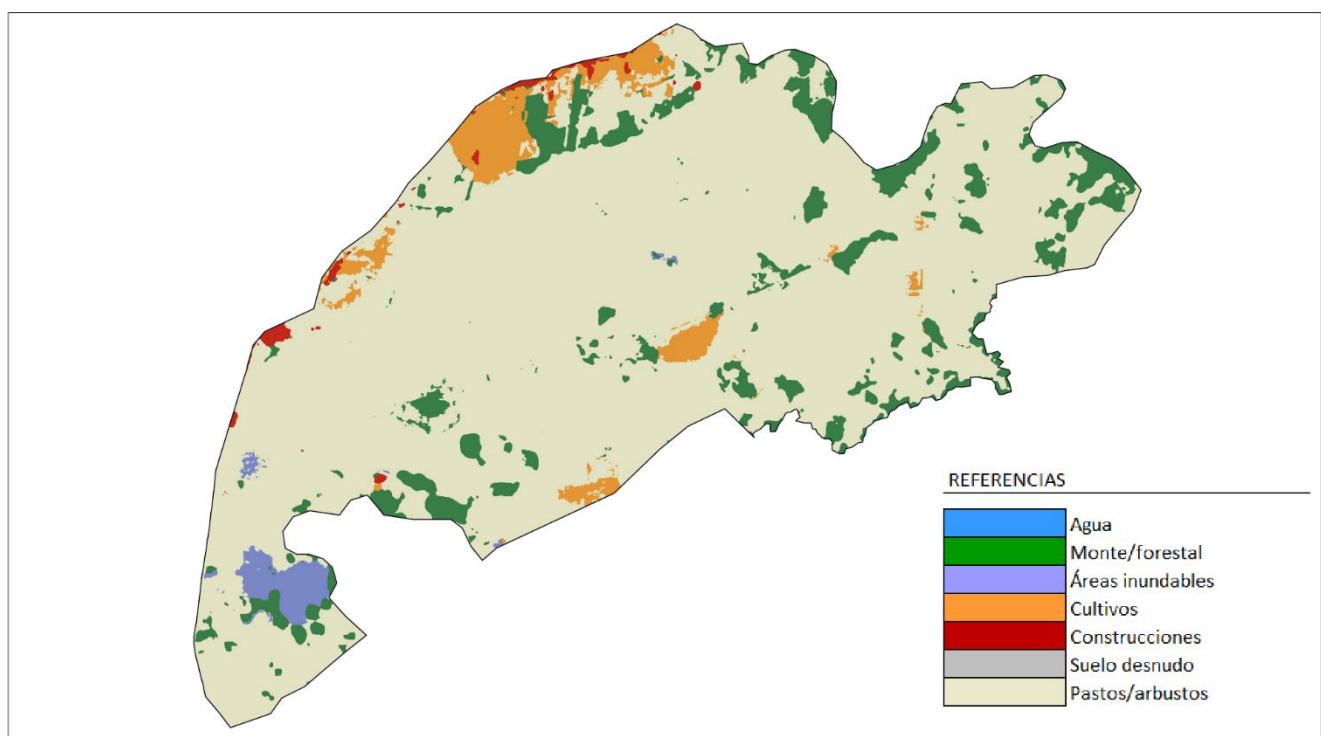 REFERENCIAS
Agua
Monte/forestal
Áreas inundables
Cultivos
Construcciones
Suelo desnudo
Pastos/arbustos